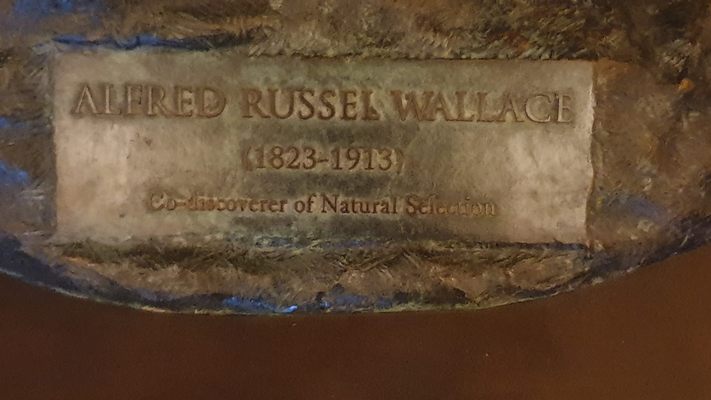 ALFRED RUSSEL WALLACE
(1823-1913)
Co-discoverer of Natural Selection